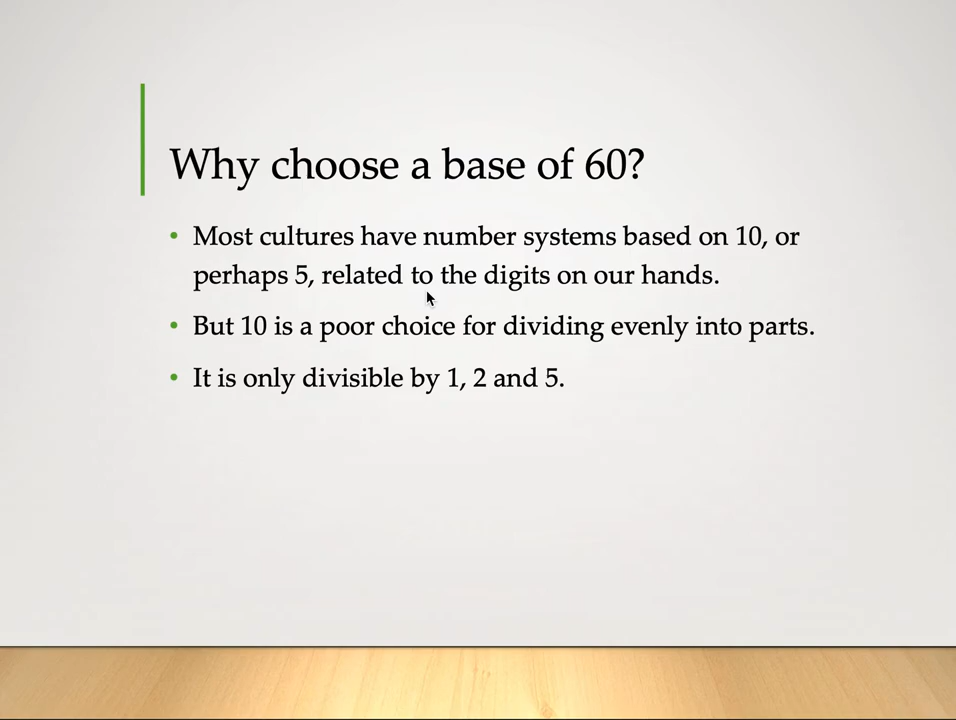 Why choose a base of 60?
• Most cultures have number systems based on 10, or
perhaps 5, related to the digits on our hands.
• But 10 is a poor choice for dividing evenly into parts.
• It is only divisible by 1, 2 and 5.